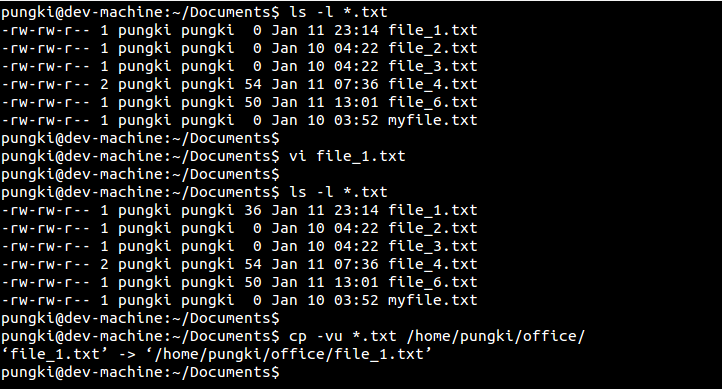 pungki@dev-machine:~/Documents$ ls -l *.txt
-rw-rw-r-- 1 pungki pungki  0 Jan 11 23:14 file_1.txt
-rw-rw-r-- 1 pungki pungki  0 Jan 10 04:22 file_2.txt
-rw-rw-r-- 1 pungki pungki  0 Jan 10 04:22 file_3.txt
-rw-rw-r-- 2 pungki pungki 54 Jan 11 07:36 file_4.txt
-rw-rw-r-- 1 pungki pungki 50 Jan 11 13:01 file_6.txt
-rw-rw-r-- 1 pungki pungki  0 Jan 10 03:52 myfile.txt
pungki@dev-machine:~/Documents$
pungki@dev-machine:~/Documents$ vi file_1.txt
pungki@dev-machine:~/Documents$
pungki@dev-machine:~/Documents$ ls -l *.txt
-rw-rw-r-- 1 pungki pungki 36 Jan 11 23:14 file_1.txt
-rw-rw-r-- 1 pungki pungki  0 Jan 10 04:22 file_2.txt
-rw-rw-r-- 1 pungki pungki  0 Jan 10 04:22 file_3.txt
-rw-rw-r-- 2 pungki pungki 54 Jan 11 07:36 file_4.txt
-rw-rw-r-- 1 pungki pungki 50 Jan 11 13:01 file_6.txt
-rw-rw-r-- 1 pungki pungki  0 Jan 10 03:52 myfile.txt
pungki@dev-machine:~/Documents$
pungki@dev-machine:~/Documents$ cp -vu *.txt /home/pungki/office/
‘file_1.txt’ -> ‘/home/pungki/office/file_1.txt’
pungki@dev-machine:~/Documents$